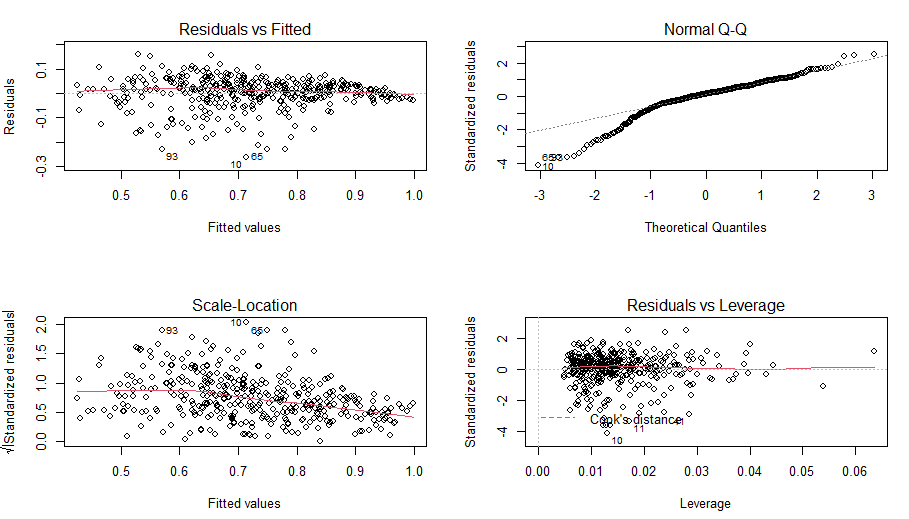 Residuals vs Fitted
Residuals
0.1
-0.1
-0.3
93
10
65
0.5 0.6 0.7 0.8 0.9 1.0
Fitted values
Normal Q-Q
Standardized residuals
2
0
-2
-4
10
-3 -2 -1 0 1 2 3
Theoretical Quantiles
Scale-Location
√|Standardized residuals|
2.0
1.5
1.0
0.5
0.0
93
10
65
0.5 0.6 0.7 0.8 0.9 1.0
Fitted values
Residuals vs Leverage
Standardized residuals
2
0
-2
-4
Cook's distance
11
10
0.00 0.01 0.02 0.03 0.04 0.05 0.06
Leverage